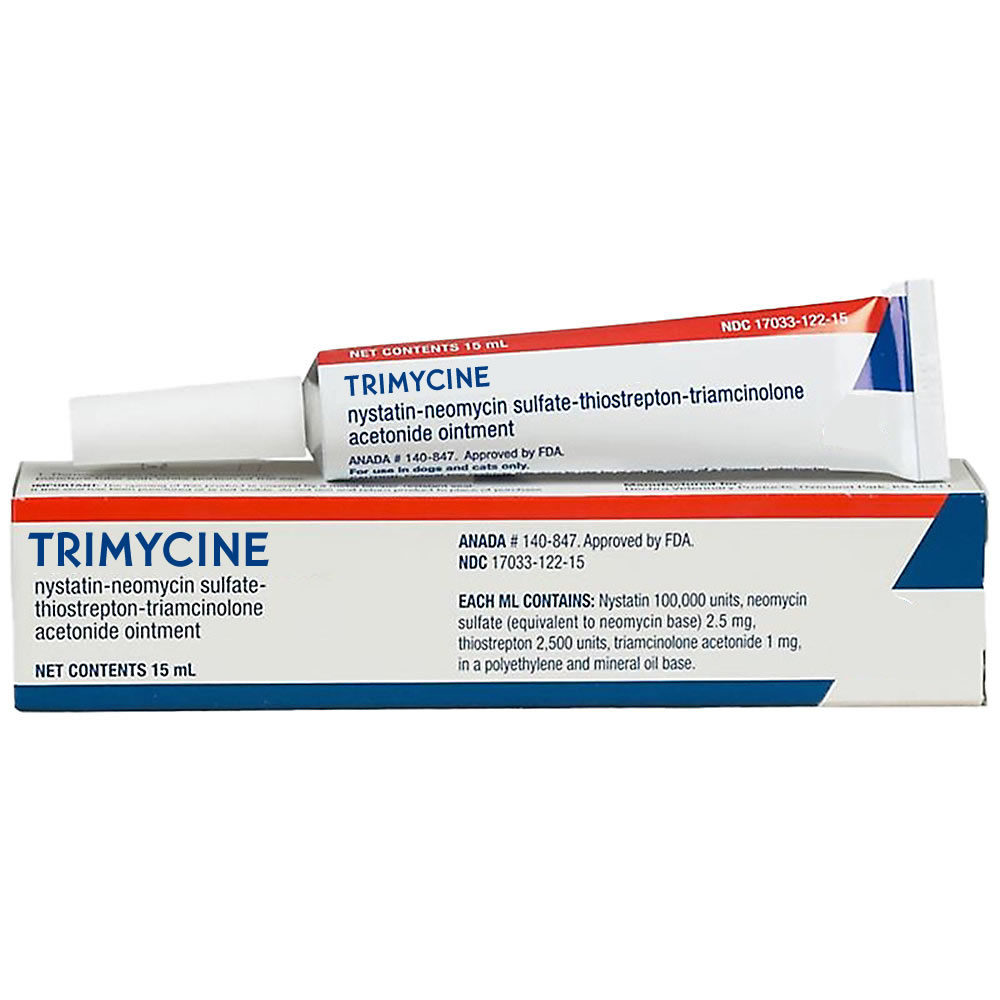 NET CONTENTS 15 mL
NDC 17033-122-15
TRIMYCINE
nystatin-neomycin sulfate-thiostrepton-triamcinolone
acetonide ointment
ANADA # 140-847. Approved by FDA.
For use in dogs and cats only.
IMPORTANT:
Manufactured for:
TRIMYCINE
nystatin-neomycin sulfate-
thiostrepton-triamcinolone
acetonide ointment
NET CONTENTS 15 mL
ANADA # 140-847. Approved by FDA.
NDC 17033-122-15
EACH ML CONTAINS: Nystatin 100,000 units, neomycin
sulfate (equivalent to neomycin base) 2.5 mg,
thiostrepton 2,500 units, triamcinolone acetonide 1 mg,
in a polyethylene and mineral oil base.